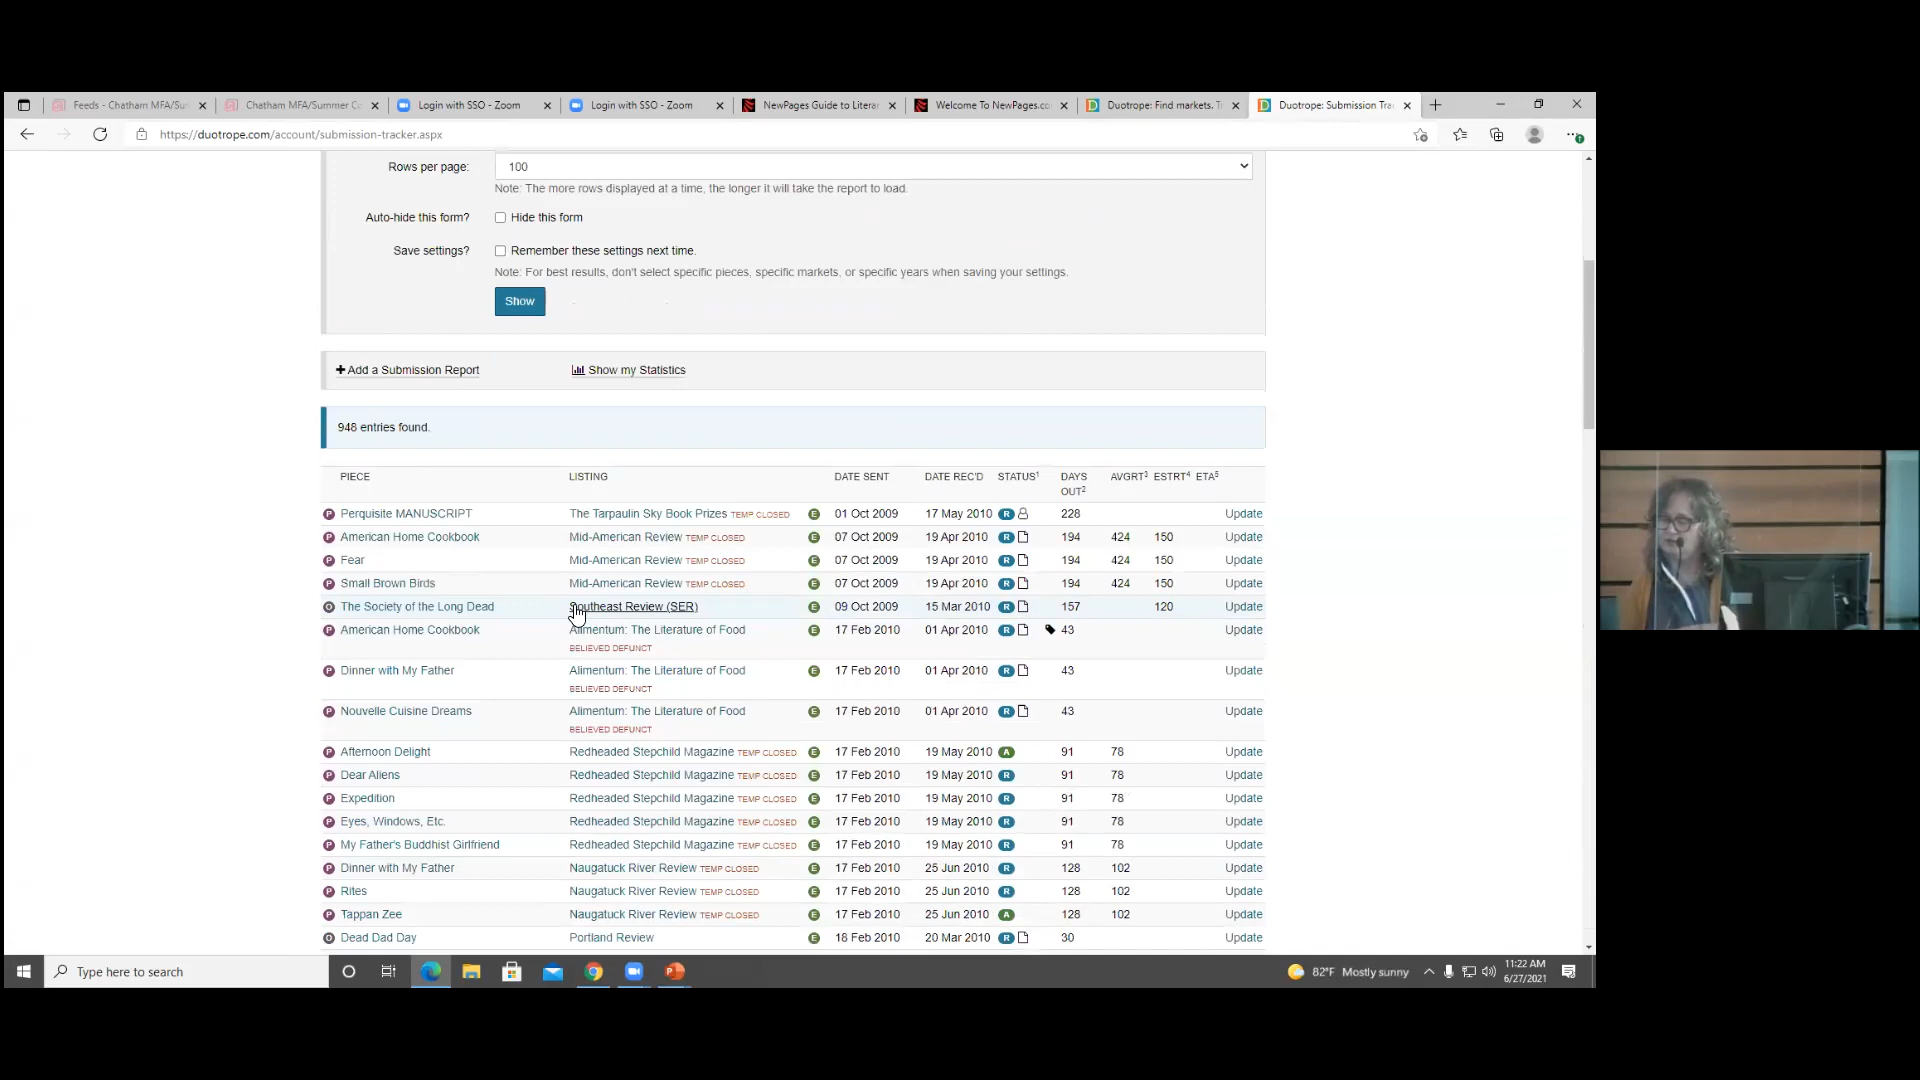 Feeds - Chatham MFA/Su
Chatham MFA/Summer C
Login with SSO - Zoom
Login with SSO - Zoom
NewPages Guide to Literar
Welcome To NewPages.co
Duotrope: Find markets. T
Duotrope: Submission Tra
https://duotrope.com/account/submission-tracker.aspx
Rows per page: 100
Note: The more rows displayed at a time, the longer it will take the report to load.
Auto-hide this form? Hide this form
Save settings? Remember these settings next time.
Note: For best results, don't select specific pieces, specific markets, or specific years when saving your settings.
Show
+ Add a Submission Report Show my Statistics
948 entries found.
PIECE LISTING DATE SENT DATE REC'D STATUS1 DAYS OUT2 AVGRT3 ESTRT4 ETA5
P Perquisite MANUSCRIPT The Tarpaulin Sky Book Prizes TEMP CLOSED E 01 Oct 2009 17 May 2010 R 228 Update
P American Home Cookbook Mid-American Review TEMP CLOSED E 07 Oct 2009 19 Apr 2010 R 194 424 150 Update
P Fear Mid-American Review TEMP CLOSED E 07 Oct 2009 19 Apr 2010 R 194 424 150 Update
P Small Brown Birds Mid-American Review TEMP CLOSED E 07 Oct 2009 19 Apr 2010 R 194 424 150 Update
O The Society of the Long Dead Southeast Review (SER) E 09 Oct 2009 15 Mar 2010 R 157 120 Update
P American Home Cookbook Alimentum: The Literature of Food E 17 Feb 2010 01 Apr 2010 R 43 Update
BELIEVED DEFUNCT
P Dinner with My Father Alimentum: The Literature of Food E 17 Feb 2010 01 Apr 2010 R 43 Update
BELIEVED DEFUNCT
P Nouvelle Cuisine Dreams Alimentum: The Literature of Food E 17 Feb 2010 01 Apr 2010 R 43 Update
BELIEVED DEFUNCT
P Afternoon Delight Redheaded Stepchild Magazine TEMP CLOSED E 17 Feb 2010 19 May 2010 A 91 78 Update
P Dear Aliens Redheaded Stepchild Magazine TEMP CLOSED E 17 Feb 2010 19 May 2010 R 91 78 Update
P Expedition Redheaded Stepchild Magazine TEMP CLOSED E 17 Feb 2010 19 May 2010 R 91 78 Update
P Eyes, Windows, Etc. Redheaded Stepchild Magazine TEMP CLOSED E 17 Feb 2010 19 May 2010 R 91 78 Update
P My Father's Buddhist Girlfriend Redheaded Stepchild Magazine TEMP CLOSED E 17 Feb 2010 19 May 2010 R 91 78 Update
P Dinner with My Father Naugatuck River Review TEMP CLOSED E 17 Feb 2010 25 Jun 2010 R 128 102 Update
P Rites Naugatuck River Review TEMP CLOSED E 17 Feb 2010 25 Jun 2010 R 128 102 Update
P Tappan Zee Naugatuck River Review TEMP CLOSED E 17 Feb 2010 25 Jun 2010 A 128 102 Update
O Dead Dad Day Portland Review E 18 Feb 2010 20 Mar 2010 R 30 Update
Type here to search
82°F Mostly sunny
11:22 AM
6/27/2021